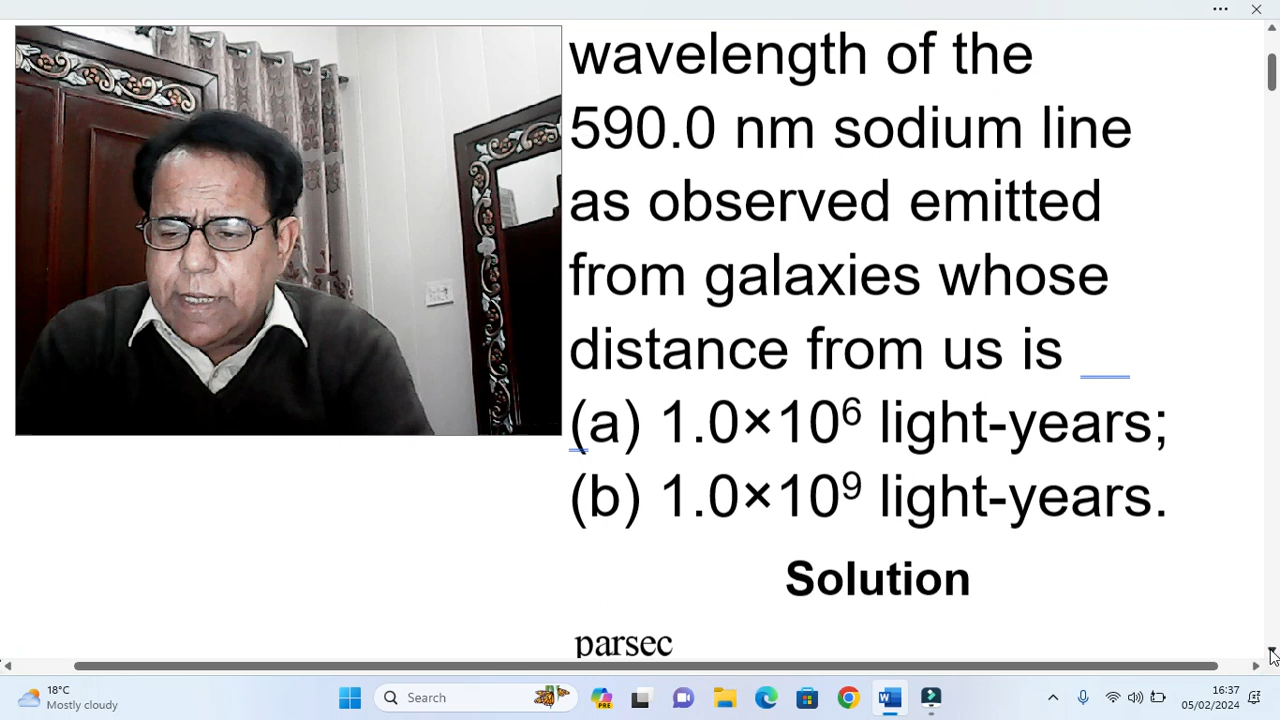 wavelength of the
590.0 nm sodium line
as observed emitted
from galaxies whose
distance from us is
(a) 1.0×10⁶ light-years;
(b) 1.0×10⁹ light-years.
Solution
parsec
18°C
Mostly cloudy
Search
PRE
16:37
05/02/2024